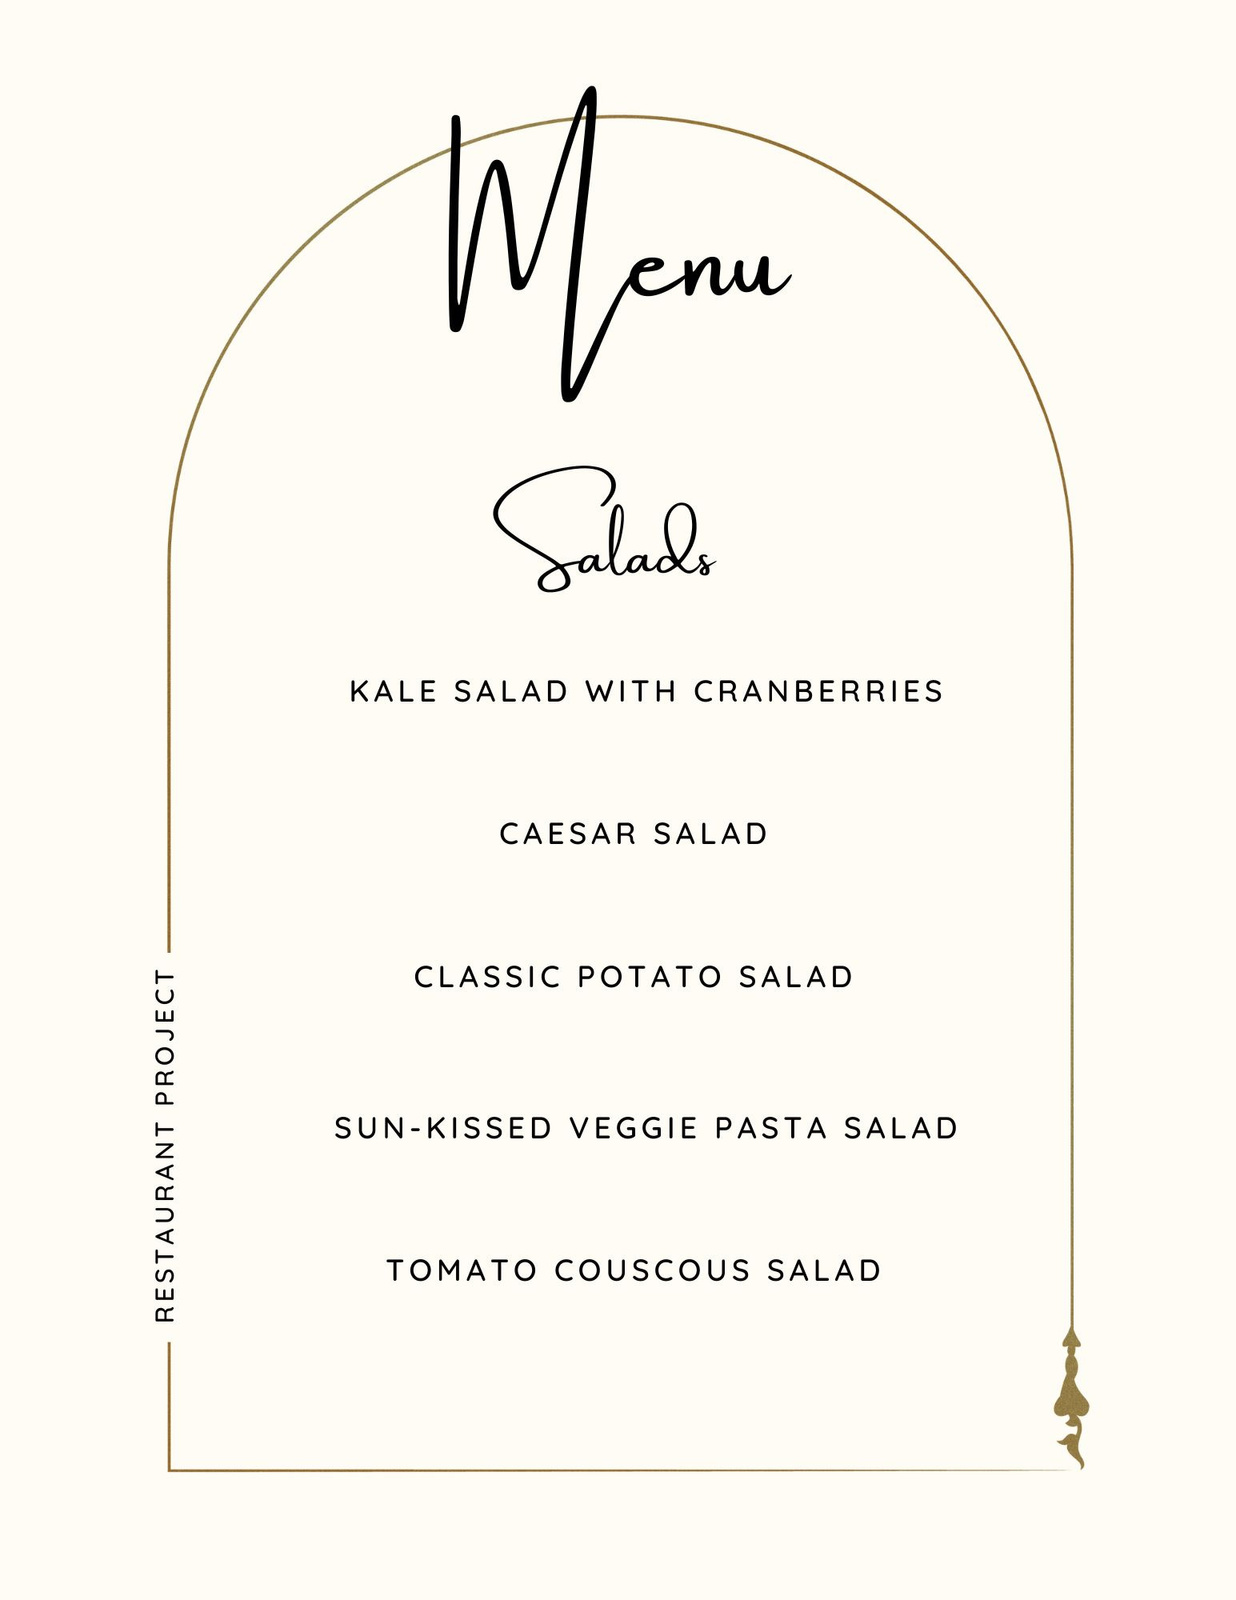 Menu
Salads
KALE SALAD WITH CRANBERRIES
CAESAR SALAD
CLASSIC POTATO SALAD
SUN-KISSED VEGGIE PASTA SALAD
TOMATO COUSCOUS SALAD
RESTAURANT PROJECT